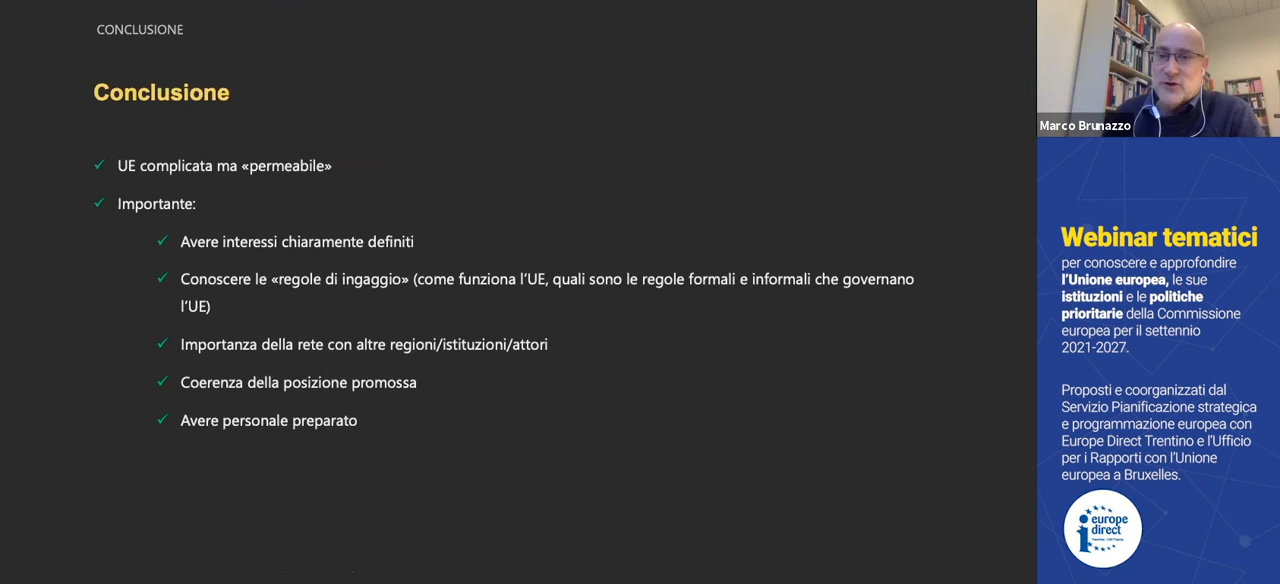 CONCLUSIONE
Conclusione
UE complicata ma «permeabile»
Importante:
Avere interessi chiaramente definiti
Conoscere le «regole di ingaggio» (come funziona l’UE, quali sono le regole formali e informali che governano
l’UE)
Importanza della rete con altre regioni/istituzioni/attori
Coerenza della posizione promossa
Avere personale preparato
Marco Brunazzo
Webinar tematici
per conoscere e approfondire
l’Unione europea, le sue
istituzioni e le politiche
prioritarie della Commissione
europea per il settennio
2021-2027.
Proposti e coorganizzati dal
Servizio Pianificazione strategica
e programmazione europea con
Europe Direct Trentino e l’Ufficio
per i Rapporti con l’Unione
europea a Bruxelles.
europe
direct